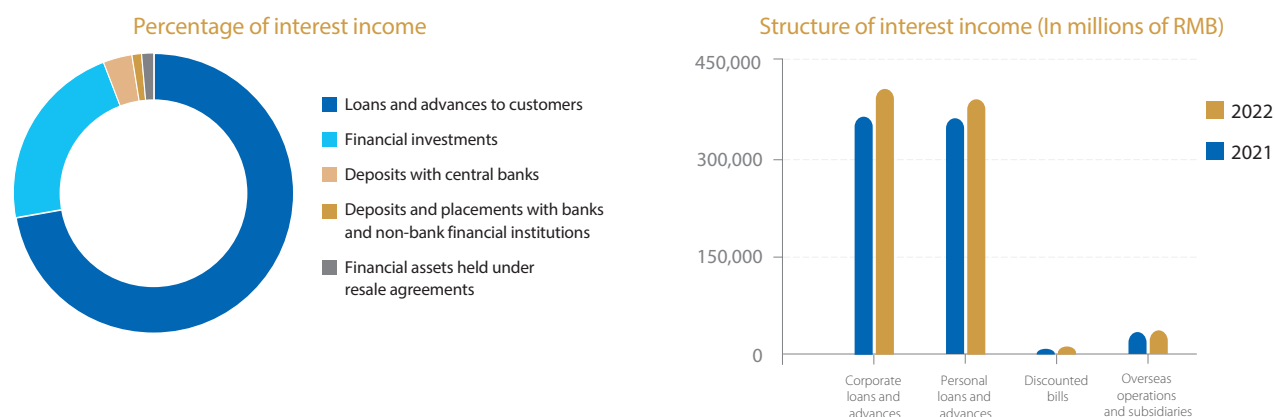 Percentage of interest income
Loans and advances to customers
Financial investments
Deposits with central banks
Deposits and placements with banks
and non-bank financial institutions
Financial assets held under
resale agreements
Structure of interest income (In millions of RMB)
450,000
300,000
150,000
0
2022
2021
Corporate
loans and
advances
Personal
loans and
advances
Discounted
bills
Overseas
operations
and subsidiaries